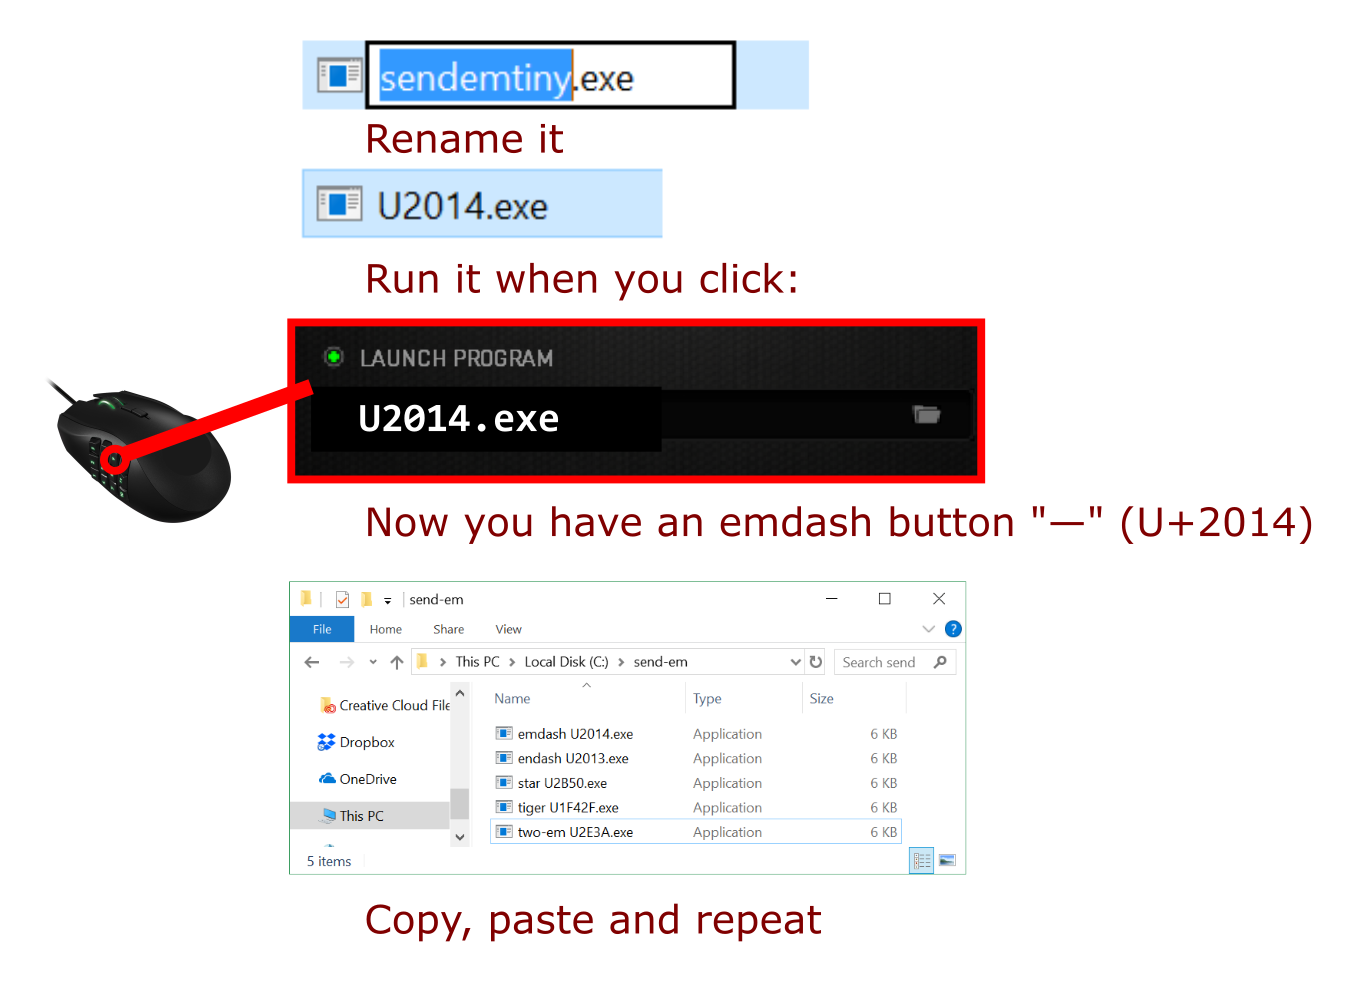 sendemtiny.exe
Rename it
U2014.exe
Run it when you click:
LAUNCH PROGRAM
U2014.exe
Now you have an emdash button "—" (U+2014)
send-em
File Home Share View
This PC > Local Disk (C:) > send-em Search send
Creative Cloud File
Dropbox
OneDrive
This PC
Name Type Size
emdash U2014.exe Application 6 KB
endash U2013.exe Application 6 KB
star U2B50.exe Application 6 KB
tiger U1F42F.exe Application 6 KB
two-em U2E3A.exe Application 6 KB
5 items
Copy, paste and repeat